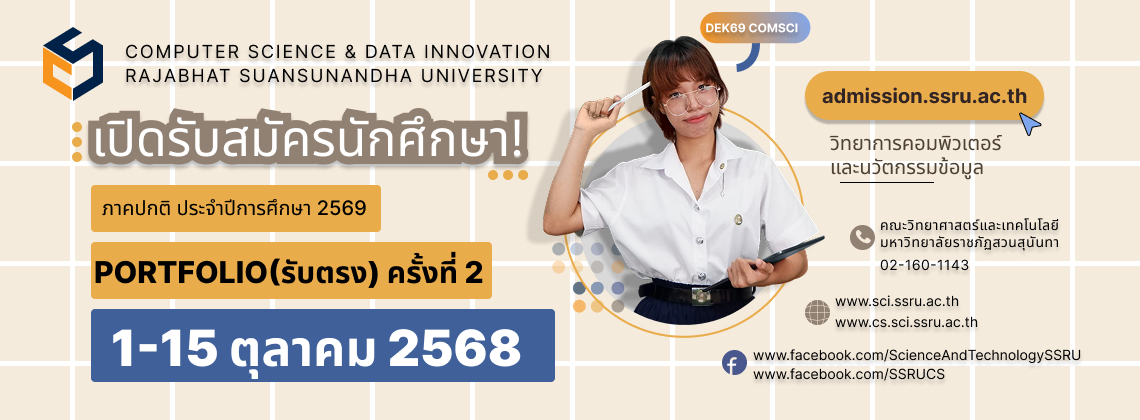 COMPUTER SCIENCE & DATA INNOVATION
RAJABHAT SUANSUNANDHA UNIVERSITY
เปิดรับสมัครนักศึกษา!
ภาคปกติ ประจำปีการศึกษา 2569
PORTFOLIO(รับตรง) ครั้งที่ 2
1-15 ตุลาคม 2568
DEK69 COMSCI
admission.ssru.ac.th
วิทยาการคอมพิวเตอร์
และนวัตกรรมข้อมูล
คณะวิทยาศาสตร์และเทคโนโลยี
มหาวิทยาลัยราชภัฏสวนสุนันทา
02-160-1143
www.sci.ssru.ac.th
www.cs.sci.ssru.ac.th
www.facebook.com/ScienceAndTechnologySSRU
www.facebook.com/SSRUCS